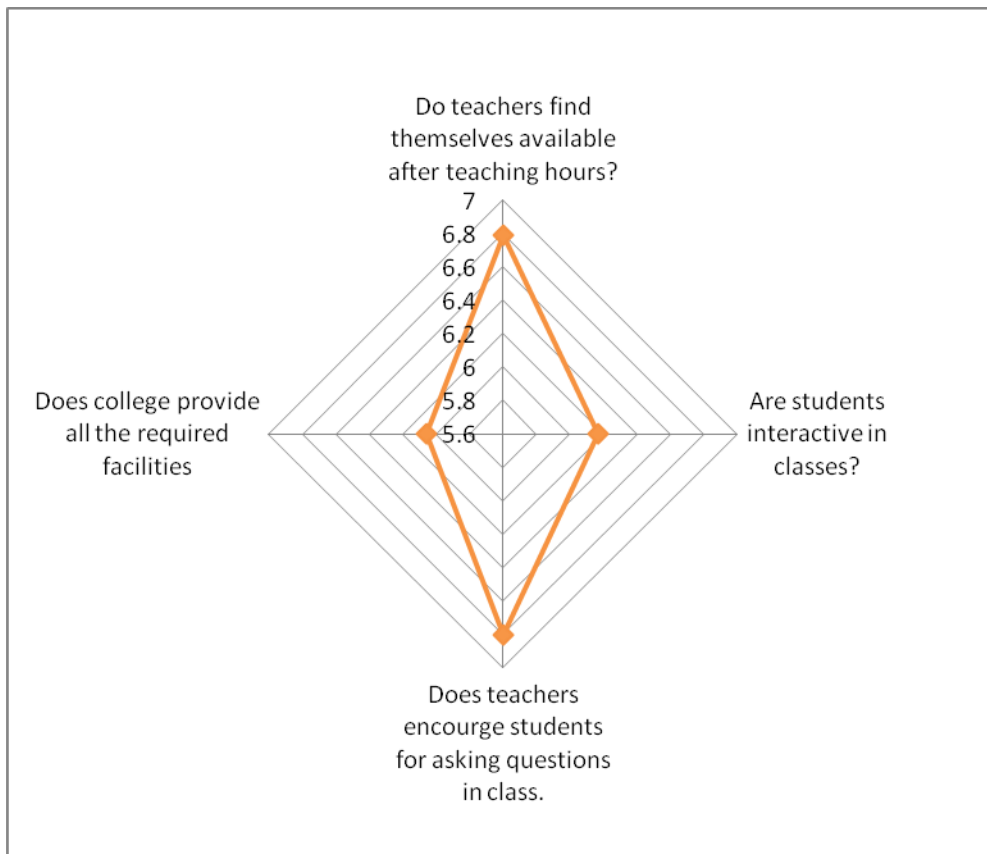 Do teachers find
themselves available
after teaching hours?
7
6.8
6.6
6.4
6.2
6
5.8
5.6
Does college provide
all the required
facilities
Are students
interactive in
classes?
Does teachers
encourge students
for asking questions
in class.